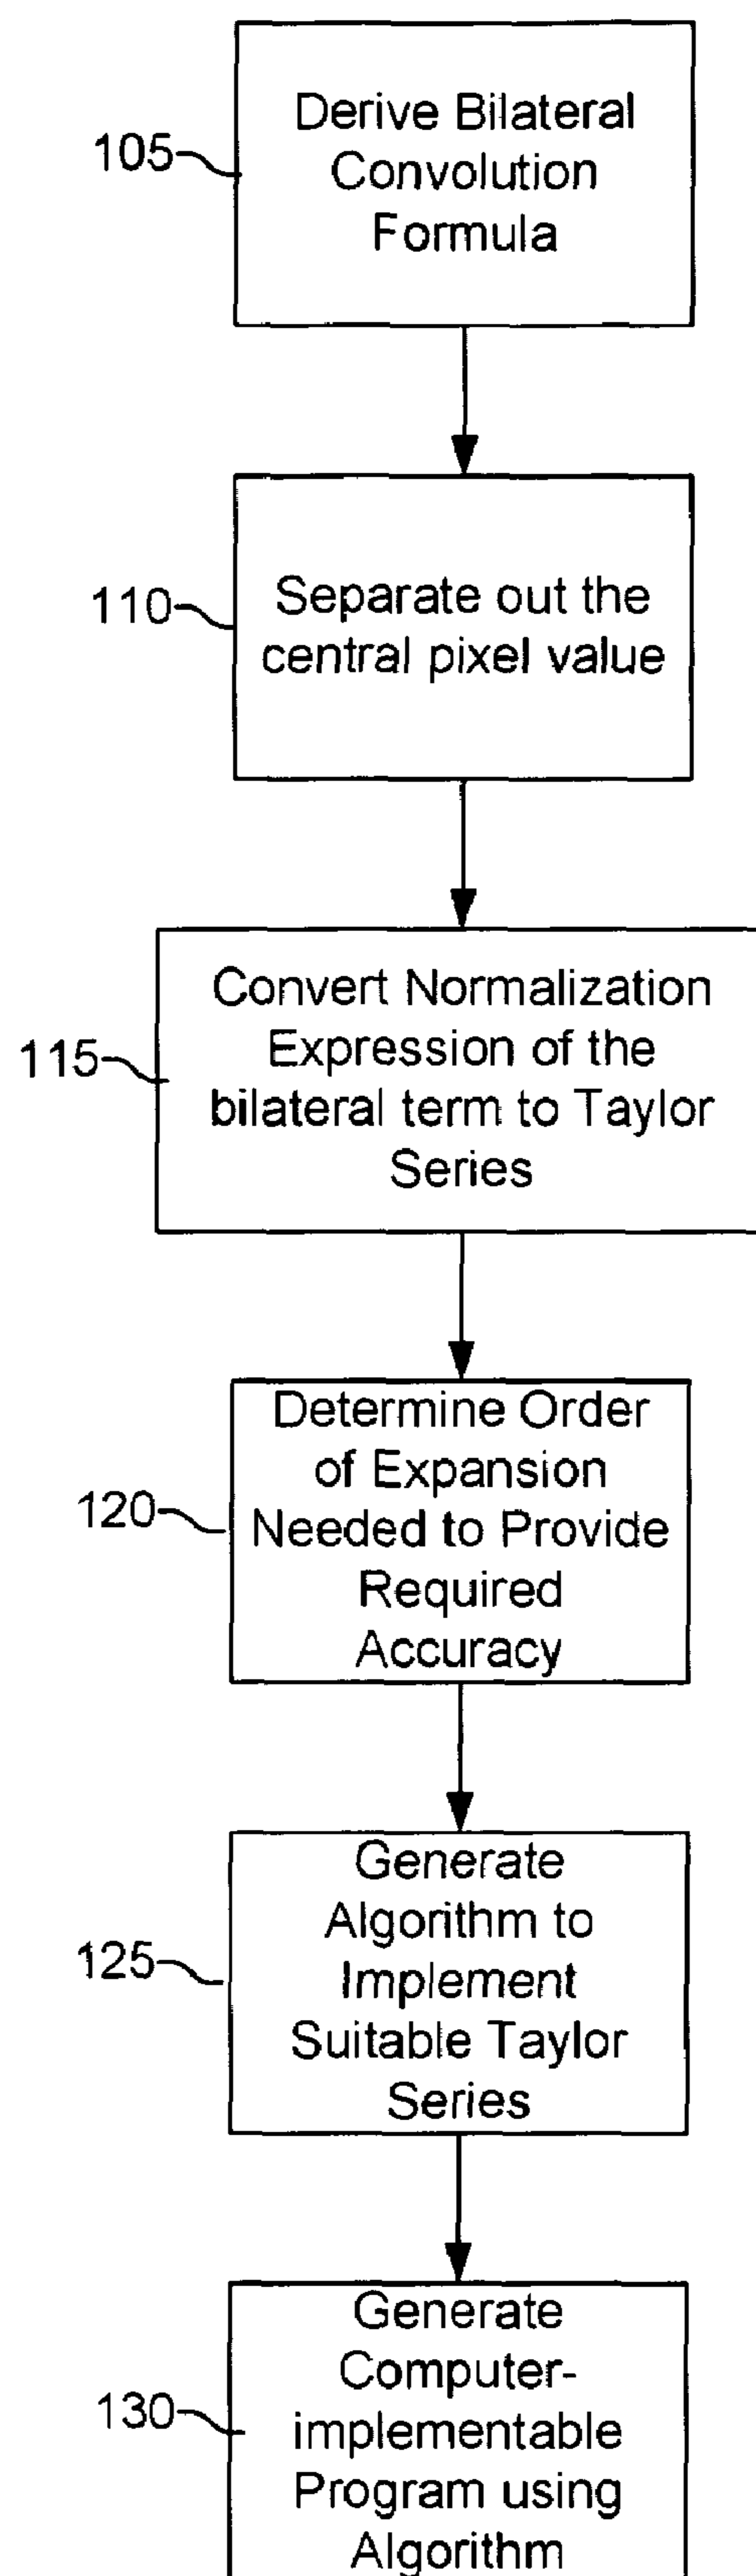 105
Derive Bilateral
Convolution
Formula
110
Separate out the
central pixel value
115
Convert Normalization
Expression of the
bilateral term to Taylor
Series
120
Determine Order
of Expansion
Needed to Provide
Required
Accuracy
125
Generate
Algorithm to
Implement
Suitable Taylor
Series
130
Generate
Computer-
implementable
Program using
Algorithm